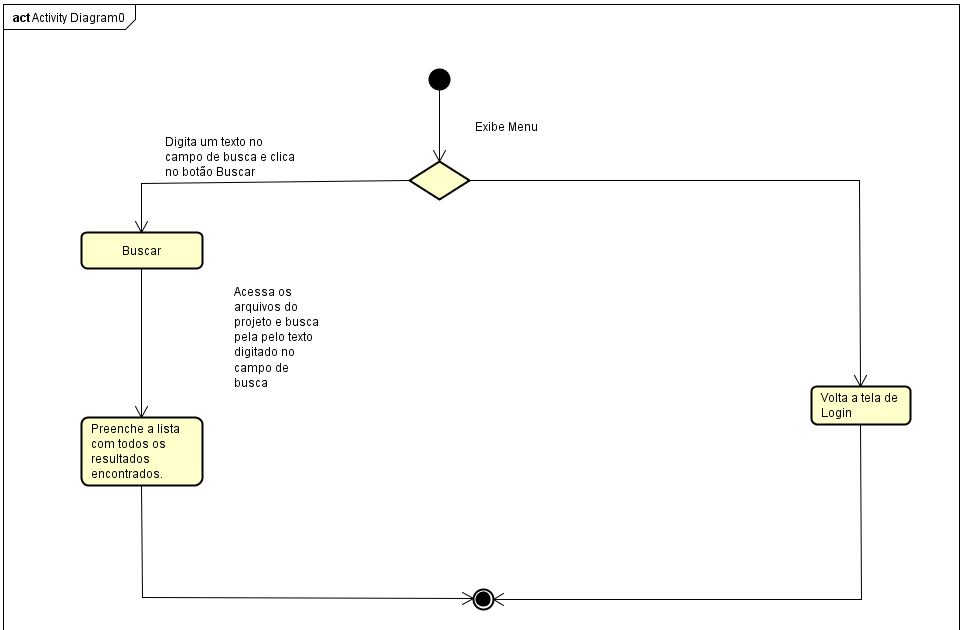 act Activity Diagram0
Exibe Menu
Digita um texto no
campo de busca e clica
no botão Buscar
Buscar
Acessa os
arquivos do
projeto e busca
pela pelo texto
digitado no
campo de
busca
Volta a tela de
Login
Preenche a lista
com todos os
resultados
encontrados.